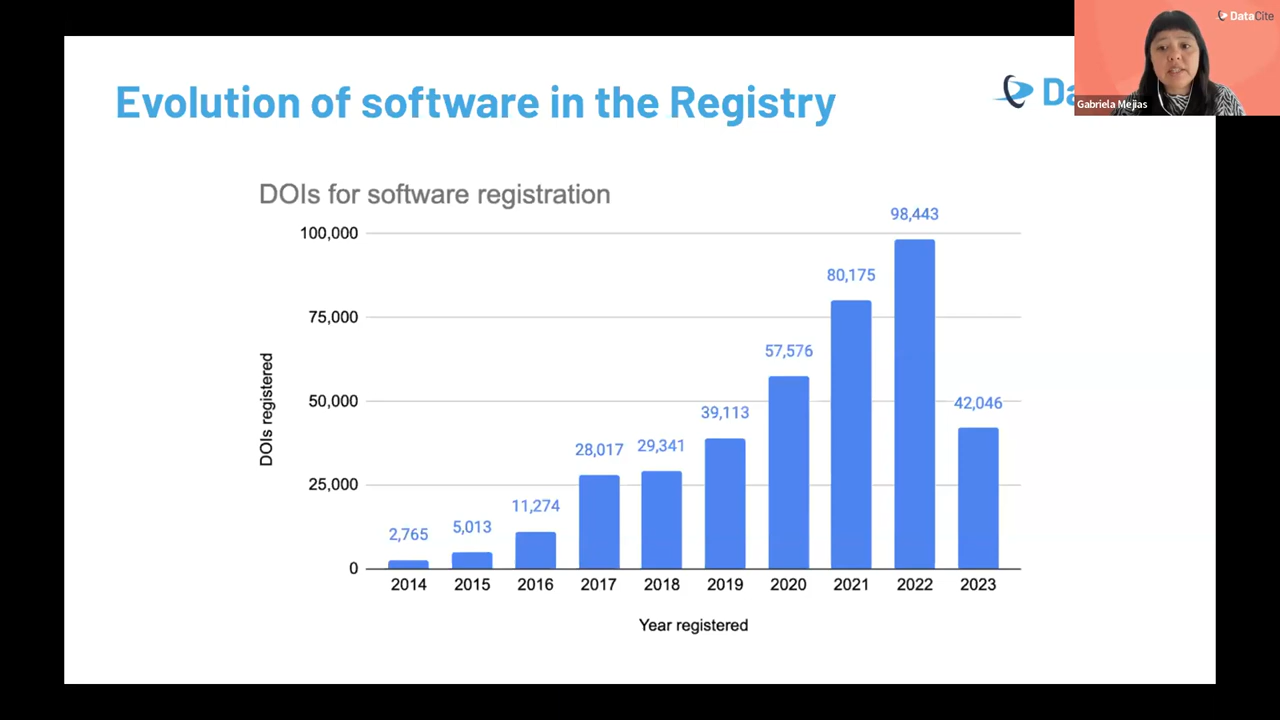 DataCite
Evolution of software in the Registry
Da
Gabriela Mejias
DOIs for software registration
98,443
100,000
80,175
75,000
57,576
50,000
42,046
39,113
28,017
29,341
25,000
11,274
5,013
2,765
0
DOIs registered
2014 2015 2016 2017 2018 2019 2020 2021 2022 2023
Year registered